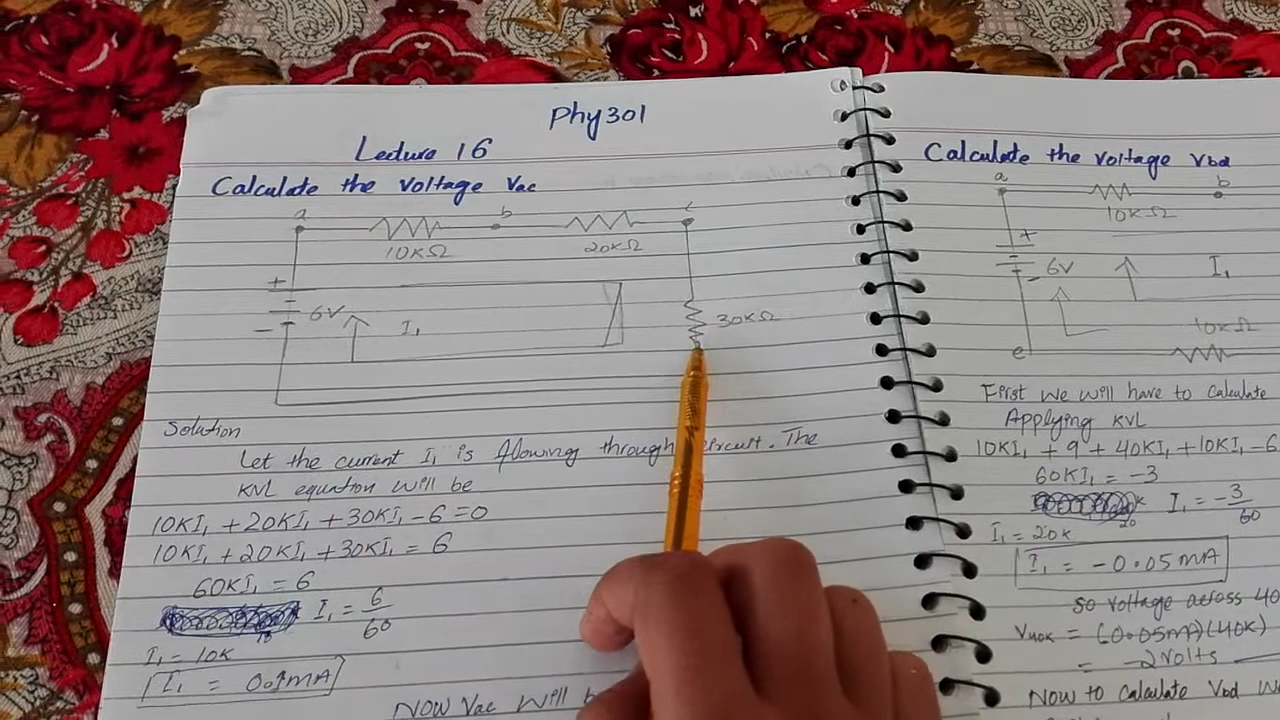 Phy301
Lecture 16
Calculate the voltage Vac
a b c
10KΩ 20KΩ
+
6V I₁ 30KΩ
-
Solution
Let the current I₁ is flowing through circuit. The
KVL equation will be
10KI₁ + 20KI₁ + 30KI₁ - 6 = 0
10KI₁ + 20KI₁ + 30KI₁ = 6
60KI₁ = 6
I₁ = 6/60
10
I₁ = 10K
I₁ = 0.1mA
NOW Vac Will
Calculate the voltage Vbd
a b
10KΩ
+
6V I₁
-
10KΩ
e
First we will have to calculate
Applying KVL
10KI₁ + 9 + 40KI₁ + 10KI₁ - 6
60KI₁ = -3
I₁ = -3/60
20
I₁ = 20K
I₁ = -0.05mA
so voltage across 40
V40K = (0.05mA)(40K)
= -2volts
NOW to calculate Vbd